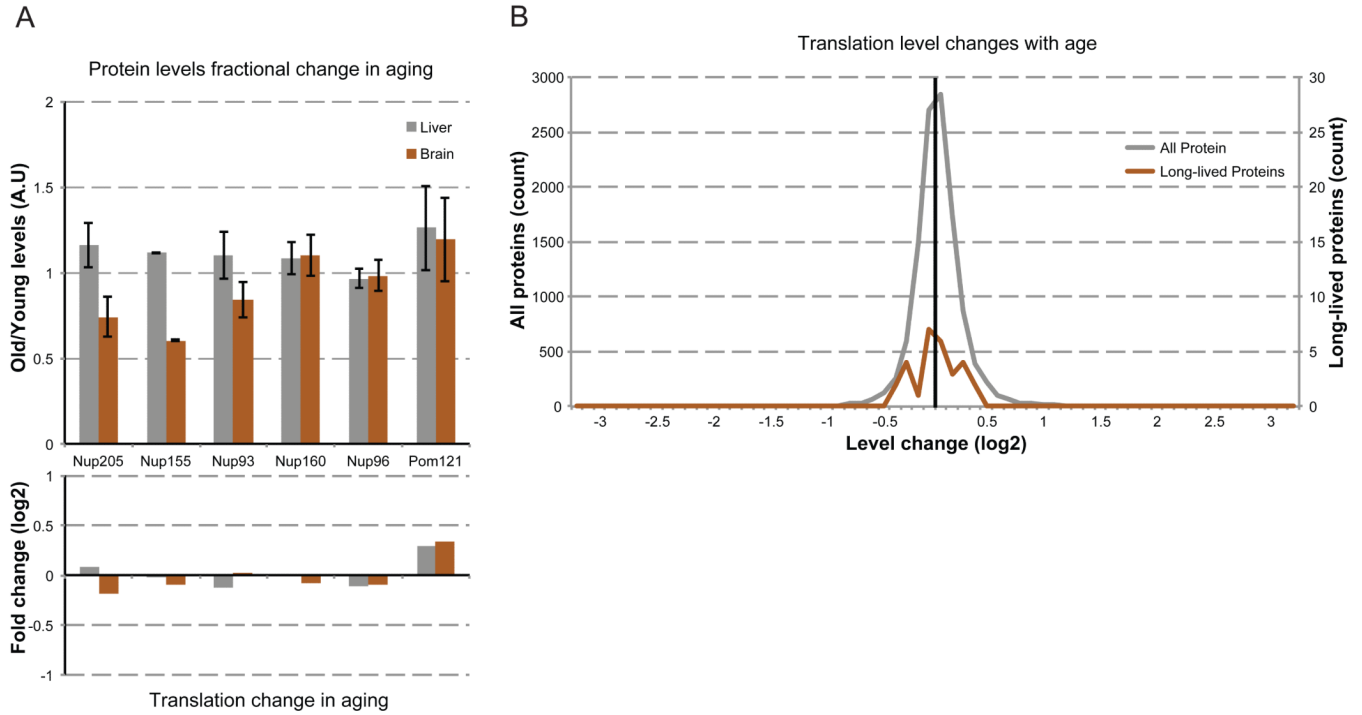 A
Protein levels fractional change in aging
Old/Young levels (A.U)
2
1.5
1
0.5
0
Liver
Brain
Nup205 Nup155 Nup93 Nup160 Nup96 Pom121
Fold change (log2)
1
0.5
0
-0.5
-1
Translation change in aging
B
Translation level changes with age
All proteins (count)
3000
2500
2000
1500
1000
500
0
All Protein
Long-lived Proteins
30
25
20
15
10
5
0
Long-lived proteins (count)
-3 -2.5 -2 -1.5 -1 -0.5 0 0.5 1 1.5 2 2.5 3
Level change (log2)